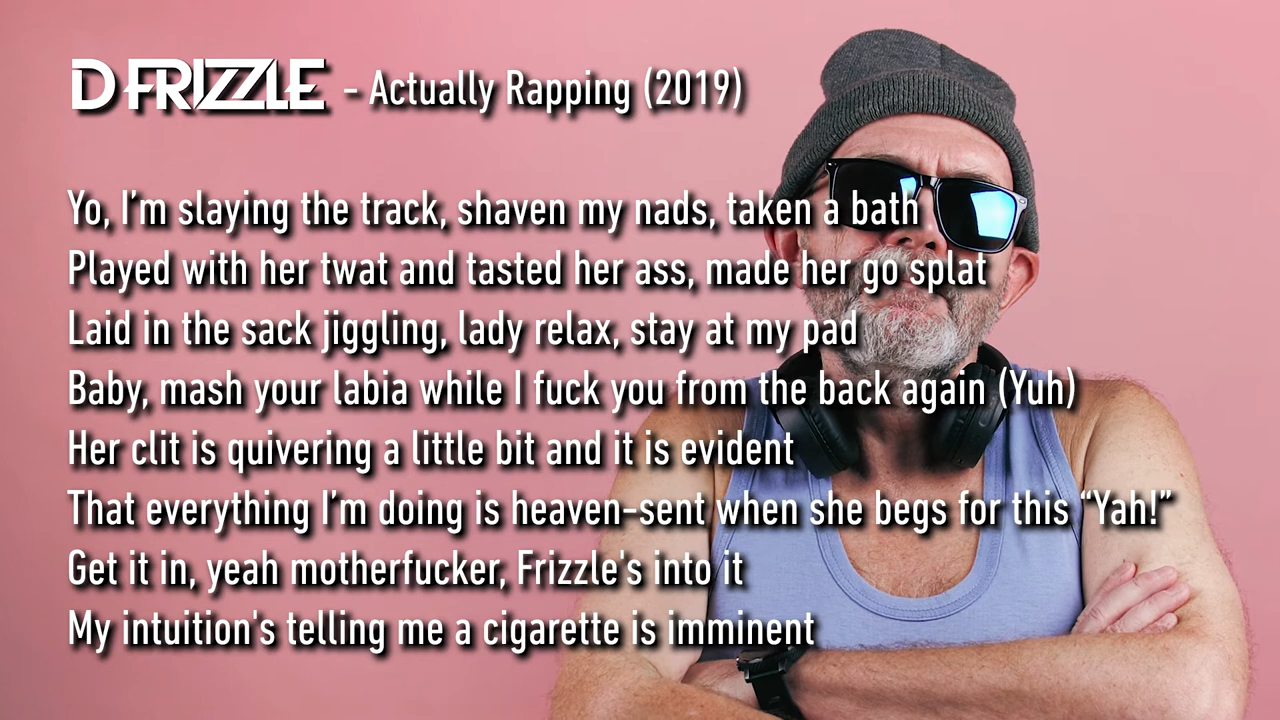 D FRIZZLE - Actually Rapping (2019)
Yo, I’m slaying the track, shaven my nads, taken a bath
Played with her twat and tasted her ass, made her go splat
Laid in the sack jiggling, lady relax, stay at my pad
Baby, mash your labia while I fuck you from the back again (Yuh)
Her clit is quivering a little bit and it is evident
That everything I’m doing is heaven-sent when she begs for this “Yah!”
Get it in, yeah motherfucker, Frizzle's into it
My intuition's telling me a cigarette is imminent